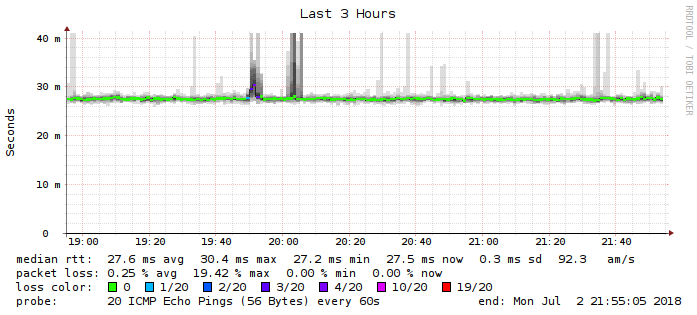 Last 3 Hours
RRDTOOL / TOBI OETIKER
Seconds
40 m
30 m
20 m
10 m
0
19:00 19:20 19:40 20:00 20:20 20:40 21:00 21:20 21:40
median rtt: 27.6 ms avg 30.4 ms max 27.2 ms min 27.5 ms now 0.3 ms sd 92.3 am/s
packet loss: 0.25 % avg 19.42 % max 0.00 % min 0.00 % now
loss color: 0 1/20 2/20 3/20 4/20 10/20 19/20
probe: 20 ICMP Echo Pings (56 Bytes) every 60s end: Mon Jul 2 21:55:05 2018